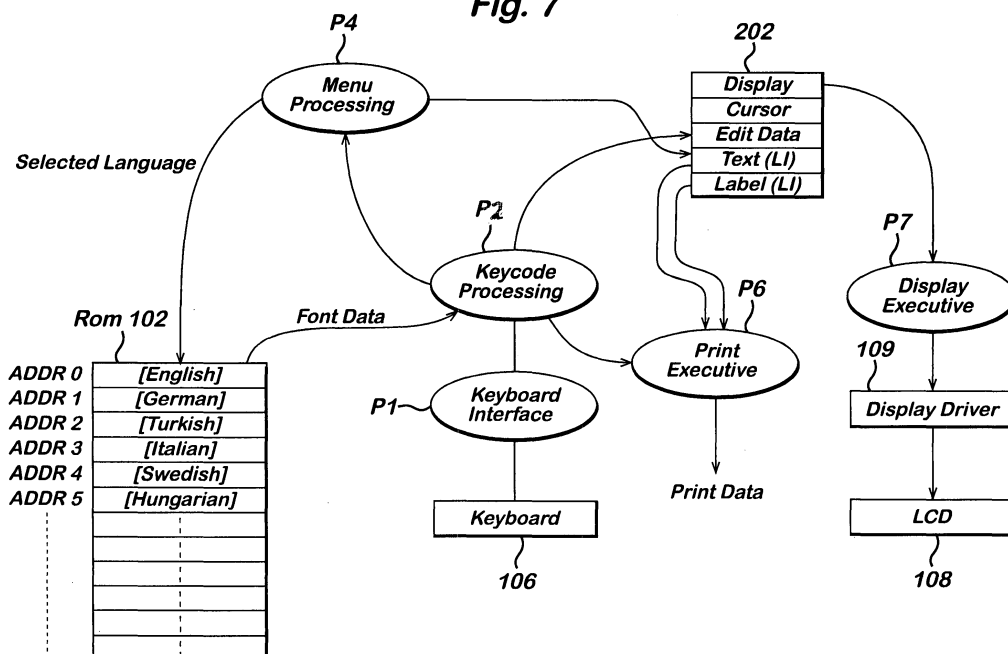 Fig. 7
P4
Menu
Processing
202
Display
Cursor
Edit Data
Text (LI)
Label (LI)
Selected Language
P2
Keycode
Processing
P7
Display
Executive
Rom 102
Font Data
P6
Print
Executive
109
Display Driver
ADDR 0 [English]
ADDR 1 [German]
ADDR 2 [Turkish]
ADDR 3 [Italian]
ADDR 4 [Swedish]
ADDR 5 [Hungarian]
P1
Keyboard
Interface
Print Data
Keyboard
106
LCD
108